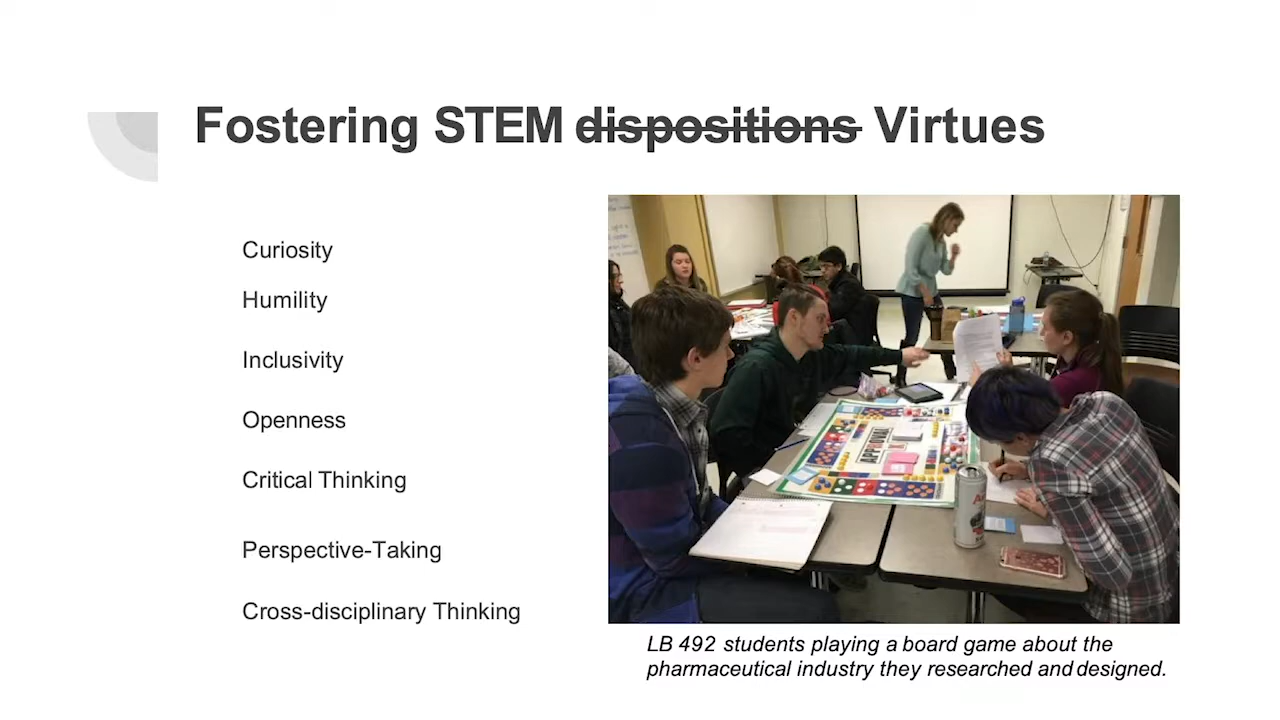 Fostering STEM dispositions Virtues
Curiosity
Humility
Inclusivity
Openness
Critical Thinking
Perspective-Taking
Cross-disciplinary Thinking
APPROVAL
LB 492 students playing a board game about the
pharmaceutical industry they researched and designed.